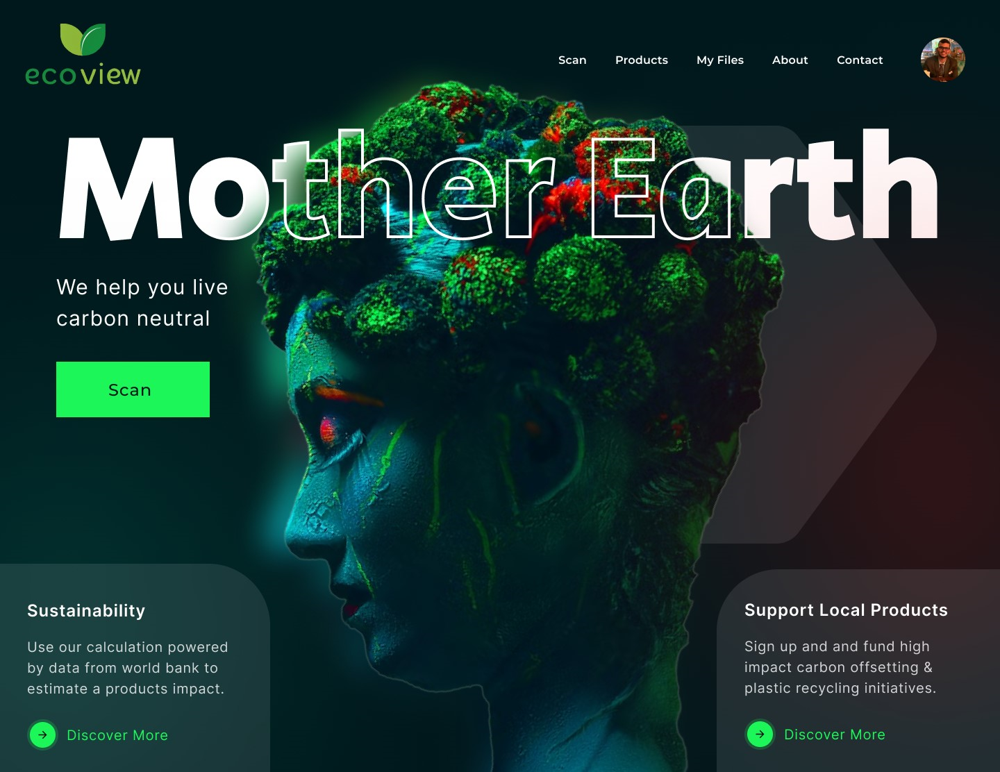 ecoview
Scan Products My Files About Contact
Mother Earth
We help you live
carbon neutral
Scan
Sustainability
Use our calculation powered
by data from world bank to
estimate a products impact.
Discover More
Support Local Products
Sign up and and fund high
impact carbon offsetting &
plastic recycling initiatives.
Discover More